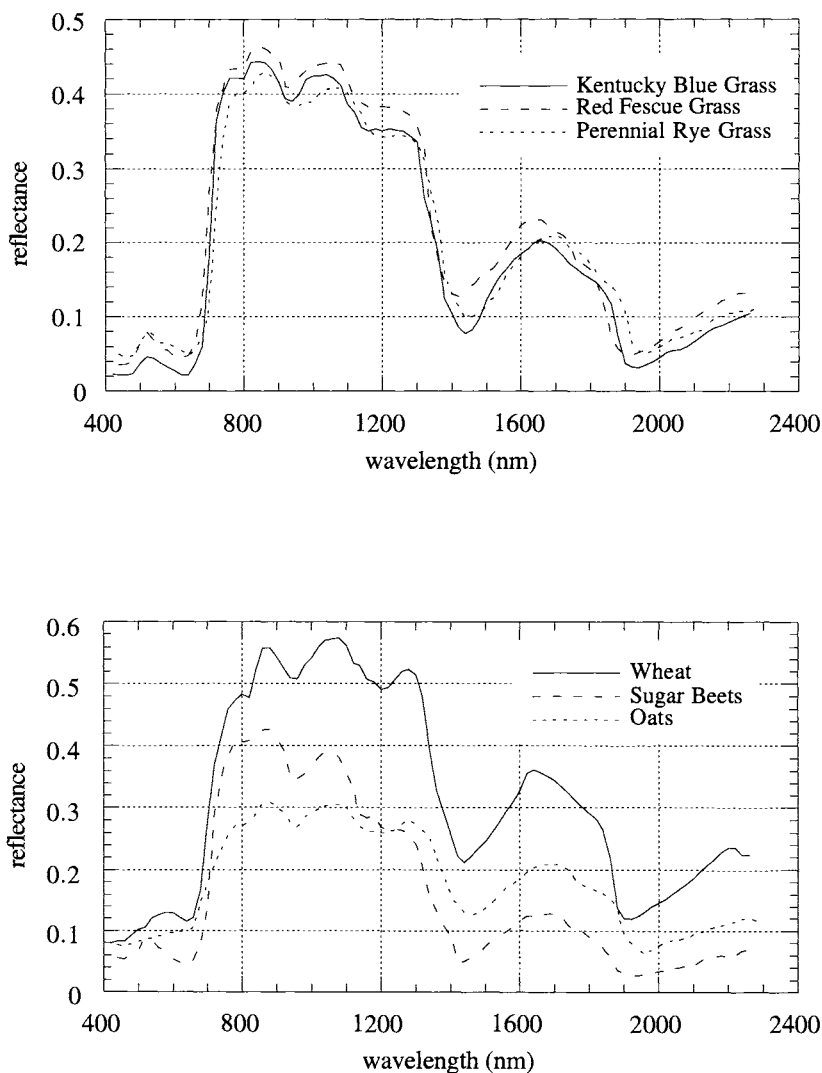 0.5
0.4
0.3
0.2
0.1
0
reflectance
Kentucky Blue Grass
Red Fescue Grass
Perennial Rye Grass
400 800 1200 1600 2000 2400
wavelength (nm)
0.6
0.5
0.4
0.3
0.2
0.1
0
reflectance
Wheat
Sugar Beets
Oats
400 800 1200 1600 2000 2400
wavelength (nm)